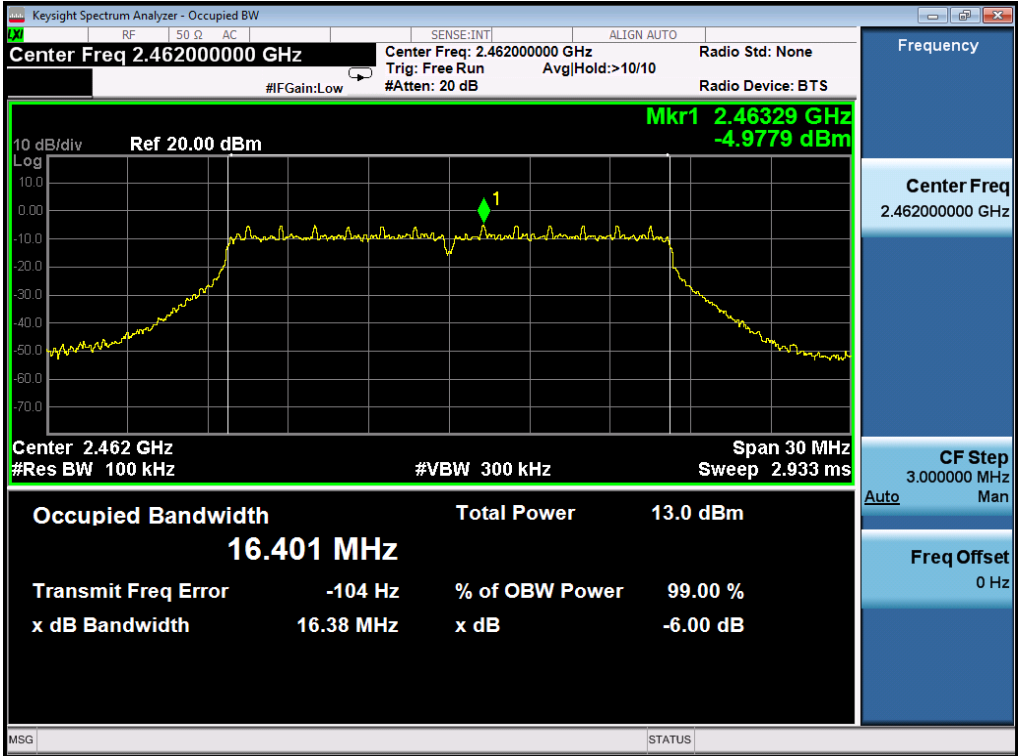 Keysight Spectrum Analyzer - Occupied BW
LXI RF 50 Ω AC SENSE:INT ALIGN AUTO
Center Freq 2.462000000 GHz
Center Freq: 2.462000000 GHz Radio Std: None
Trig: Free Run Avg|Hold:>10/10
#IFGain:Low #Atten: 20 dB Radio Device: BTS
Mkr1 2.46329 GHz
-4.9779 dBm
10 dB/div Ref 20.00 dBm
Log
10.0
0.00
-10.0
-20.0
-30.0
-40.0
-50.0
-60.0
-70.0
1
Center 2.462 GHz Span 30 MHz
#Res BW 100 kHz #VBW 300 kHz Sweep 2.933 ms
Occupied Bandwidth Total Power 13.0 dBm
16.401 MHz
Transmit Freq Error -104 Hz % of OBW Power 99.00 %
x dB Bandwidth 16.38 MHz x dB -6.00 dB
Frequency
Center Freq
2.462000000 GHz
CF Step
3.000000 MHz
Auto Man
Freq Offset
0 Hz
MSG STATUS